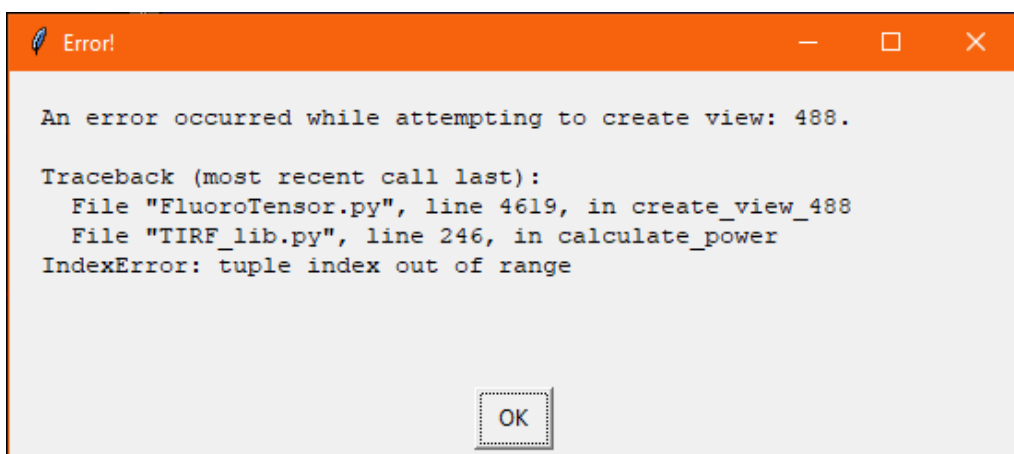 Error!
An error occurred while attempting to create view: 488.
Traceback (most recent call last):
File "FluoroTensor.py", line 4619, in create_view_488
File "TIRF_lib.py", line 246, in calculate_power
IndexError: tuple index out of range
OK